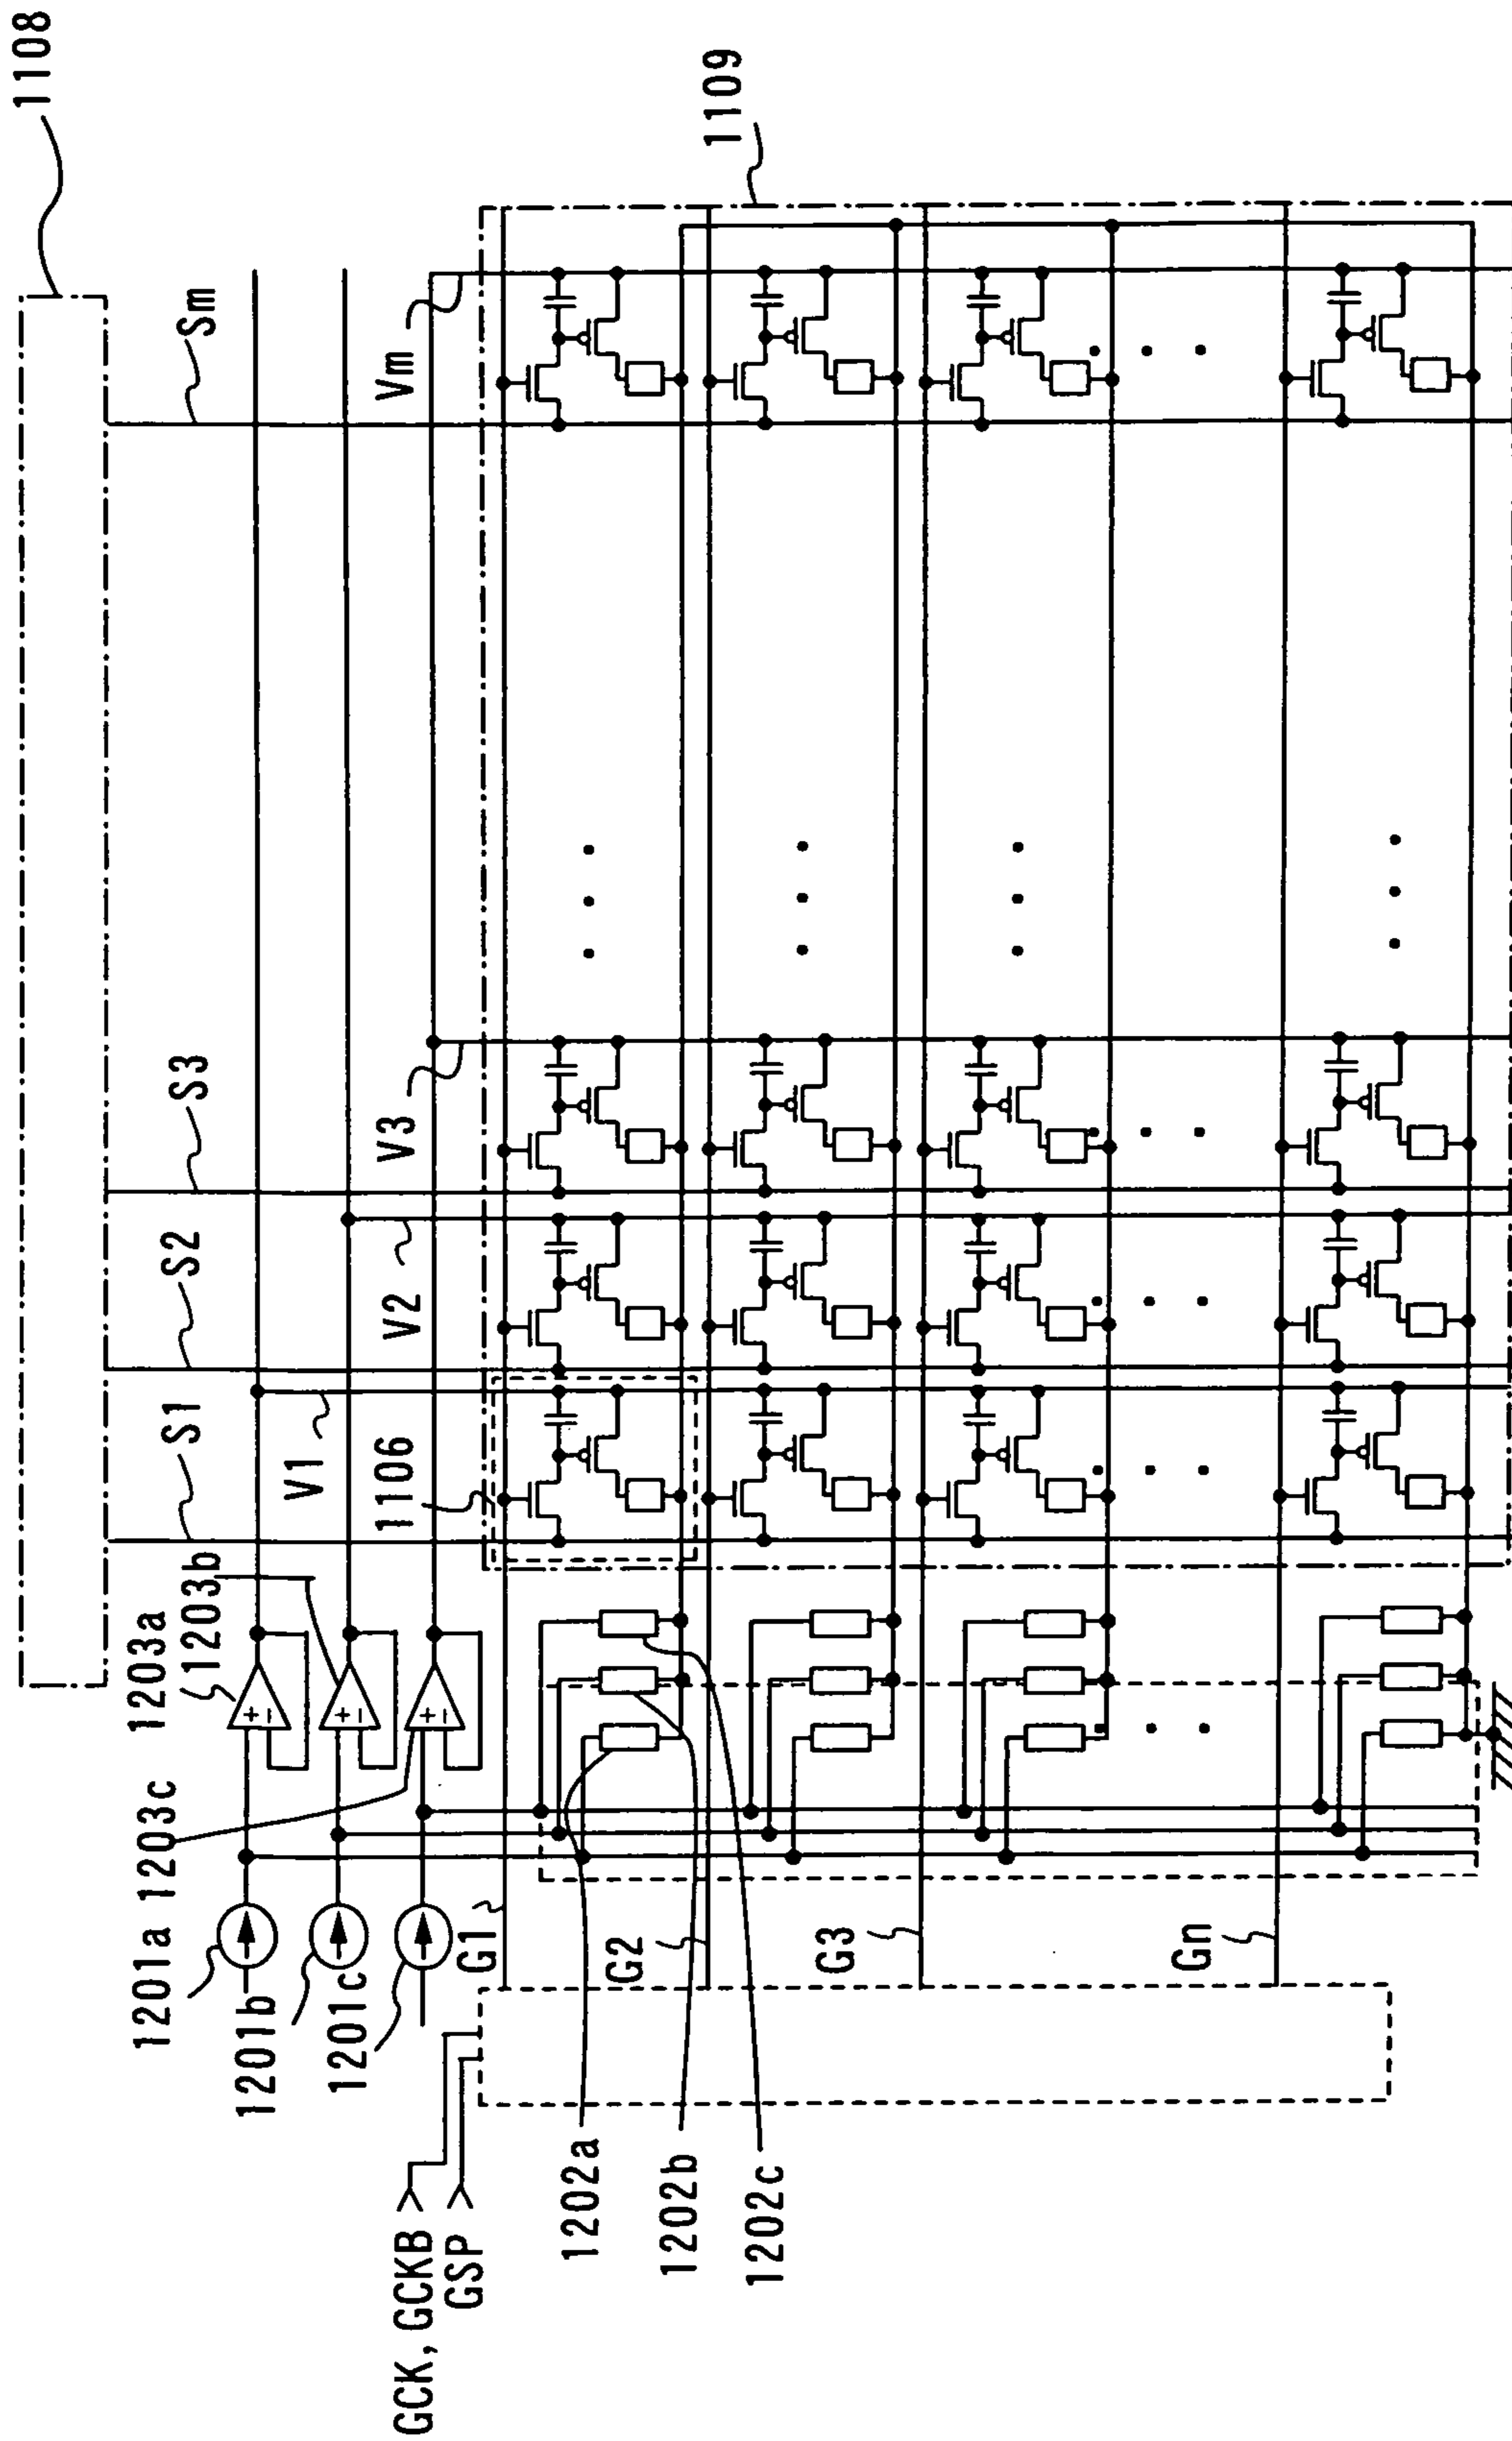 1108
Sm
S3
S2
S1
1109
Vm
V3
V2
V1
1106
1203a
1203b
1203c
+
−
+
−
+
−
1201a
1201b
1201c
G1
G2
G3
Gn
GCK, GCKB
GSP
1202a
1202b
1202c